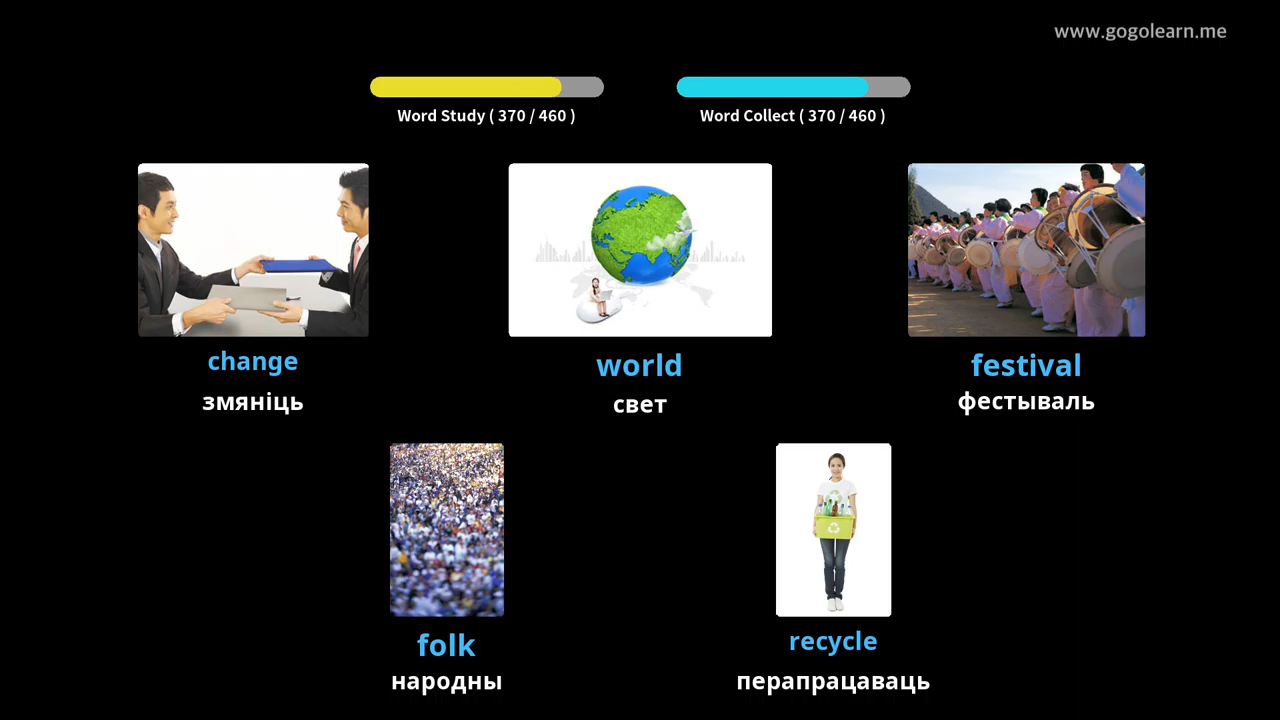 www.gogolearn.me
Word Study ( 370 / 460 )
Word Collect ( 370 / 460 )
change
змяніць
world
свет
festival
фестываль
folk
народны
recycle
перапрацаваць